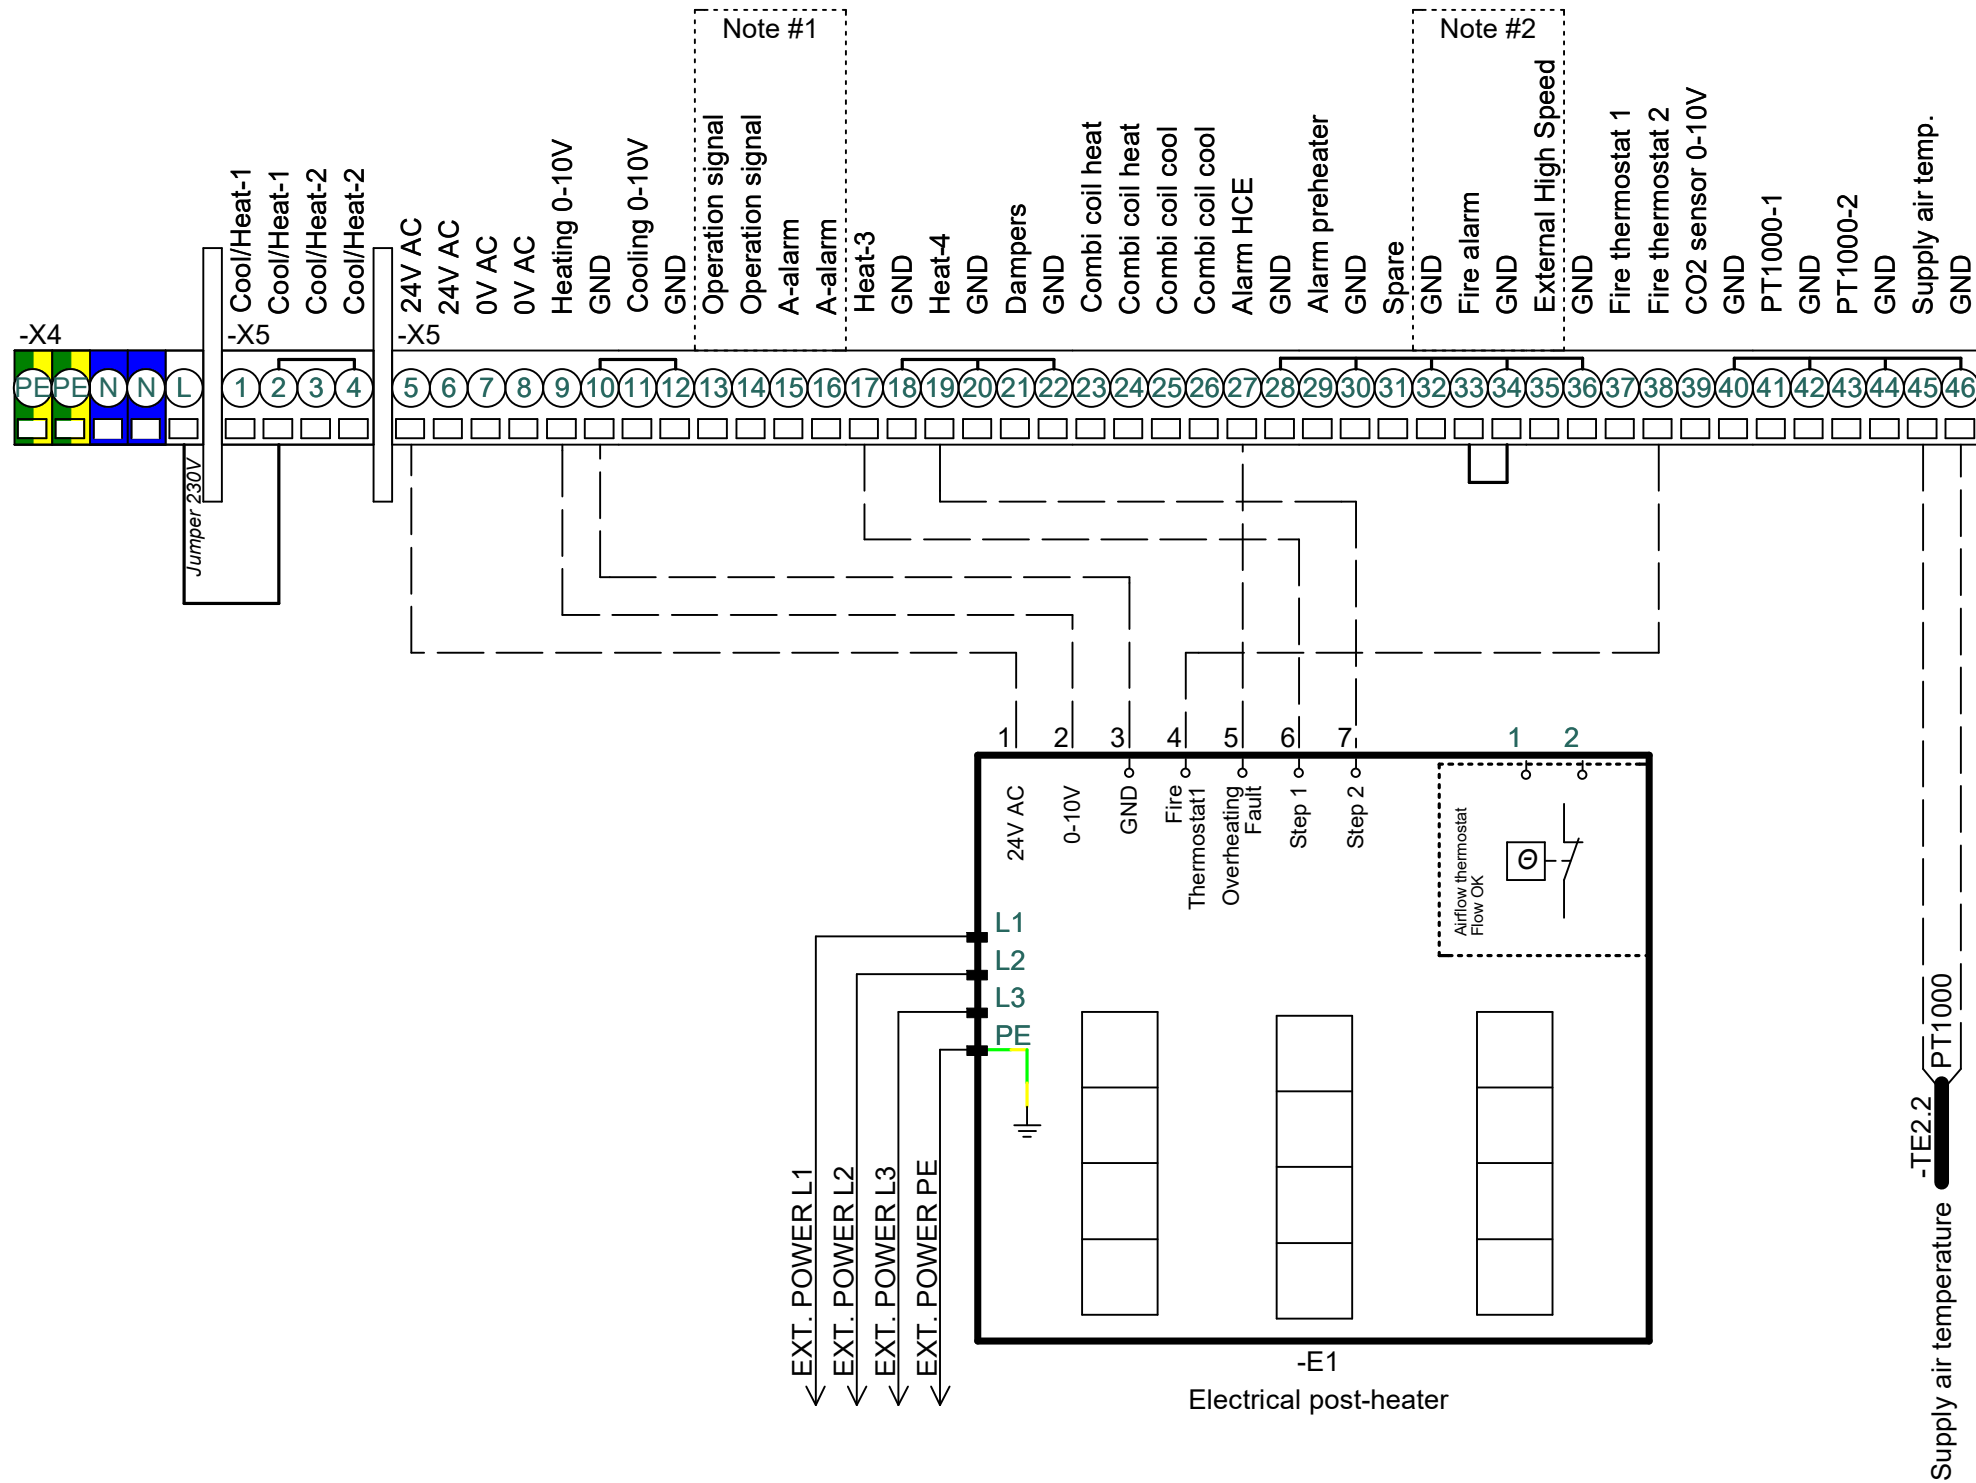 Note #1
Note #2
Cool/Heat-1
Cool/Heat-1
Cool/Heat-2
Cool/Heat-2
24V AC
24V AC
0V AC
0V AC
Heating 0-10V
GND
Cooling 0-10V
GND
Operation signal
Operation signal
A-alarm
A-alarm
Heat-3
GND
Heat-4
GND
Dampers
GND
Combi coil heat
Combi coil heat
Combi coil cool
Combi coil cool
Alarm HCE
GND
Alarm preheater
GND
Spare
GND
Fire alarm
GND
External High Speed
GND
Fire thermostat 1
Fire thermostat 2
CO2 sensor 0-10V
GND
PT1000-1
GND
PT1000-2
GND
Supply air temp.
GND
-X4
-X5
-X5
PE PE N N L 1 2 3 4 5 6 7 8 9 10 11 12 13 14 15 16 17 18 19 20 21 22 23 24 25 26 27 28 29 30 31 32 33 34 35 36 37 38 39 40 41 42 43 44 45 46
Jumper 230V
1 2 3 4 5 6 7 1 2
24V AC
0-10V
GND
Fire
Thermostat1
Overheating
Fault
Step 1
Step 2
Airflow thermostat
Flow OK
Θ
L1
L2
L3
PE
EXT. POWER L1
EXT. POWER L2
EXT. POWER L3
EXT. POWER PE
-E1
Electrical post-heater
PT1000
-TE2.2
Supply air temperature